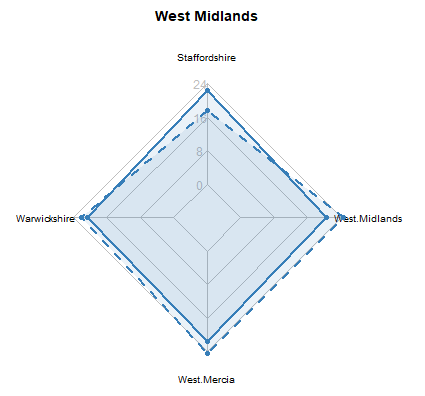 West Midlands
Staffordshire
24
16
8
0
Warwickshire
West.Midlands
West.Mercia